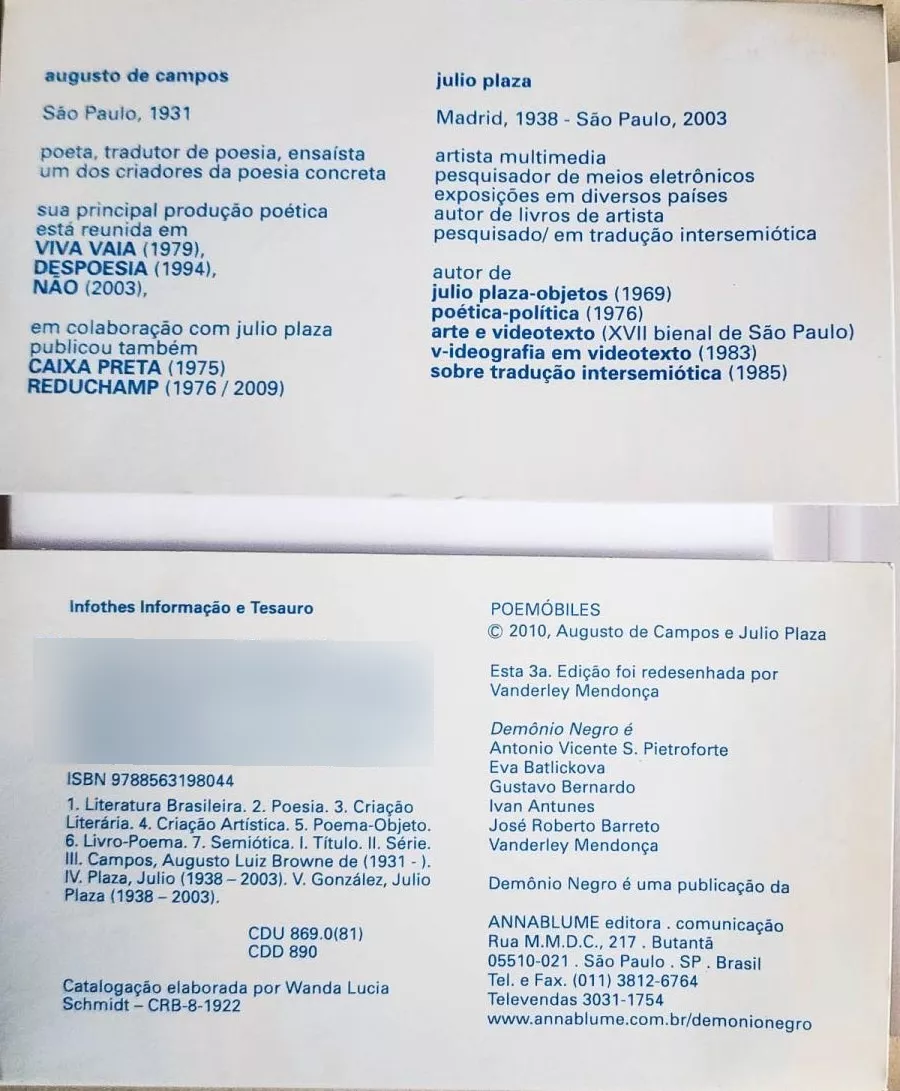 augusto de campos
São Paulo, 1931
poeta, tradutor de poesia, ensaísta
um dos criadores da poesia concreta
sua principal produção poética
está reunida em
VIVA VAIA (1979),
DESPOESIA (1994),
NÃO (2003),
em colaboração com julio plaza
publicou também
CAIXA PRETA (1975)
REDUCHAMP (1976 / 2009)
julio plaza
Madrid, 1938 - São Paulo, 2003
artista multimedia
pesquisador de meios eletrônicos
exposições em diversos países
autor de livros de artista
pesquisado/ em tradução intersemiótica
autor de
julio plaza-objetos (1969)
poética-política (1976)
arte e videotexto (XVII bienal de São Paulo)
v-ideografia em videotexto (1983)
sobre tradução intersemiótica (1985)
Infothes Informação e Tesauro
ISBN 9788563198044
1. Literatura Brasileira. 2. Poesia. 3. Criação
Literária. 4. Criação Artística. 5. Poema-Objeto.
6. Livro-Poema. 7. Semiótica. I. Título. II. Série.
III. Campos, Augusto Luiz Browne de (1931 - ).
IV. Plaza, Julio (1938 – 2003). V. González, Julio
Plaza (1938 – 2003).
CDU 869.0(81)
CDD 890
Catalogação elaborada por Wanda Lucia
Schmidt – CRB-8-1922
POEMÓBILES
© 2010, Augusto de Campos e Julio Plaza
Esta 3a. Edição foi redesenhada por
Vanderley Mendonça
Demônio Negro é
Antonio Vicente S. Pietroforte
Eva Batlickova
Gustavo Bernardo
Ivan Antunes
José Roberto Barreto
Vanderley Mendonça
Demônio Negro é uma publicação da
ANNABLUME editora . comunicação
Rua M.M.D.C., 217 . Butantã
05510-021 . São Paulo . SP . Brasil
Tel. e Fax. (011) 3812-6764
Televendas 3031-1754
www.annablume.com.br/demonionegro